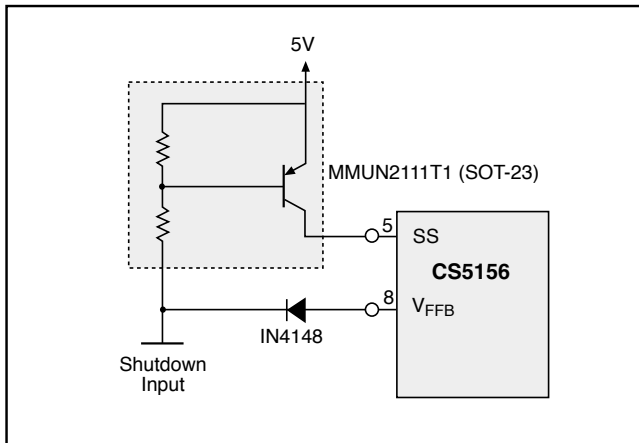 5V
MMUN2111T1 (SOT-23)
5
SS
CS5156
8
VFFB
IN4148
Shutdown
Input